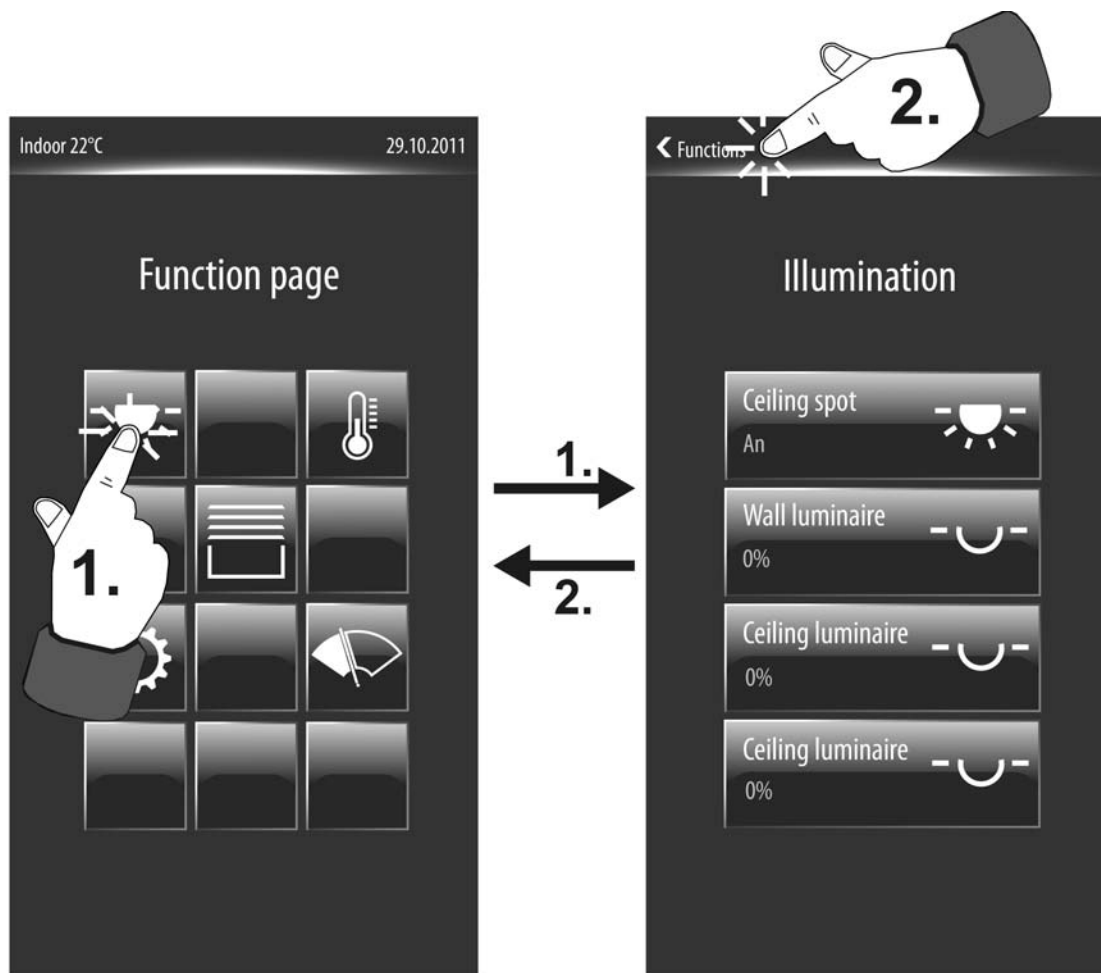 2.
Indoor 22°C
29.10.2011
Functions
Function page
Illumination
Ceiling spot
An
1.
Wall luminaire
0%
1.
2.
Ceiling luminaire
0%
Ceiling luminaire
0%